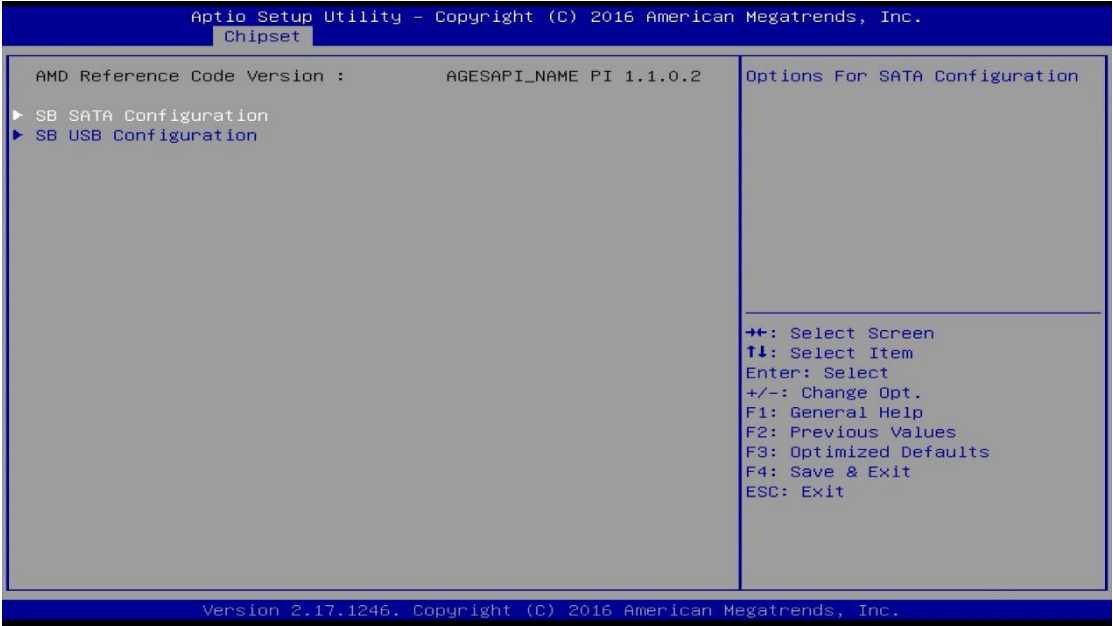 Aptio Setup Utility – Copyright (C) 2016 American Megatrends, Inc.
Chipset
AMD Reference Code Version : AGESAPI_NAME PI 1.1.0.2
▶ SB SATA Configuration
▶ SB USB Configuration
Options For SATA Configuration
→←: Select Screen
↑↓: Select Item
Enter: Select
+/-: Change Opt.
F1: General Help
F2: Previous Values
F3: Optimized Defaults
F4: Save & Exit
ESC: Exit
Version 2.17.1246. Copyright (C) 2016 American Megatrends, Inc.